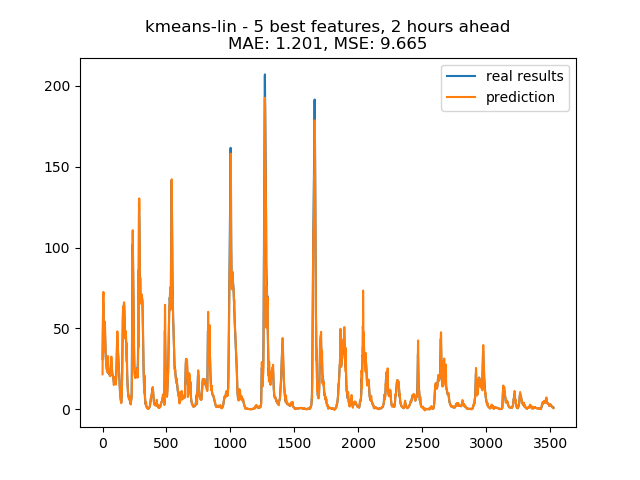 kmeans-lin - 5 best features, 2 hours ahead
MAE: 1.201, MSE: 9.665
real results
prediction
200
150
100
50
0
0 500 1000 1500 2000 2500 3000 3500